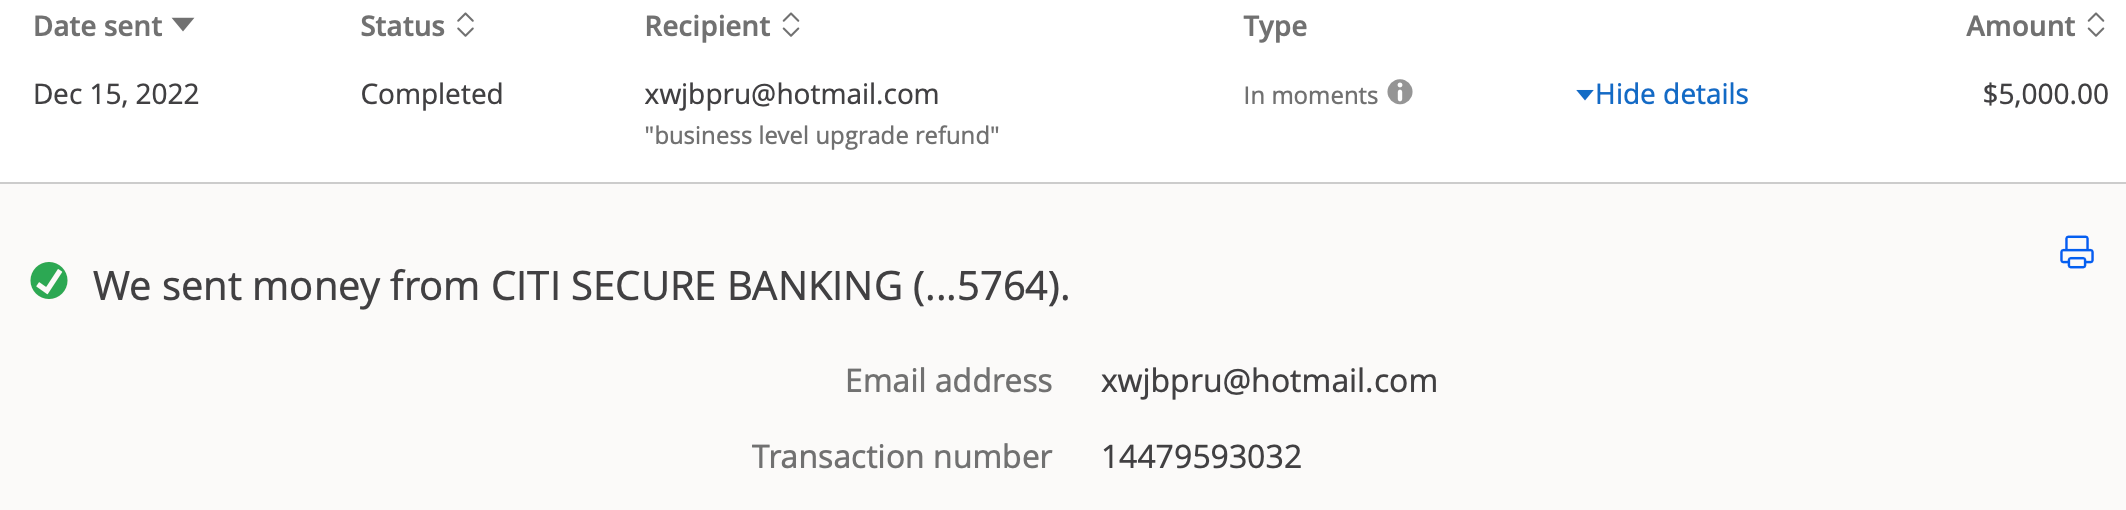 Date sent Status Recipient Type Amount
Dec 15, 2022 Completed xwjbpru@hotmail.com In moments Hide details $5,000.00
"business level upgrade refund"
We sent money from CITI SECURE BANKING (...5764).
Email address xwjbpru@hotmail.com
Transaction number 14479593032